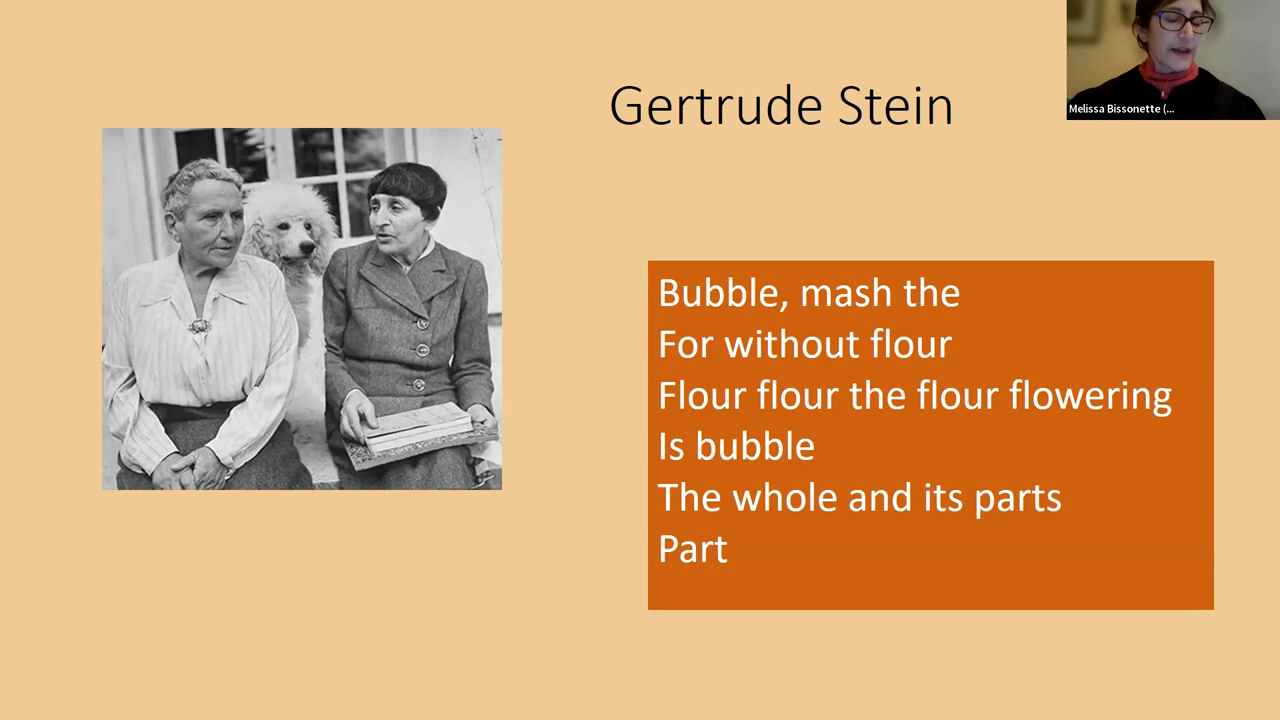 Gertrude Stein
Melissa Bissonette (...
Bubble, mash the
For without flour
Flour flour the flour flowering
Is bubble
The whole and its parts
Part